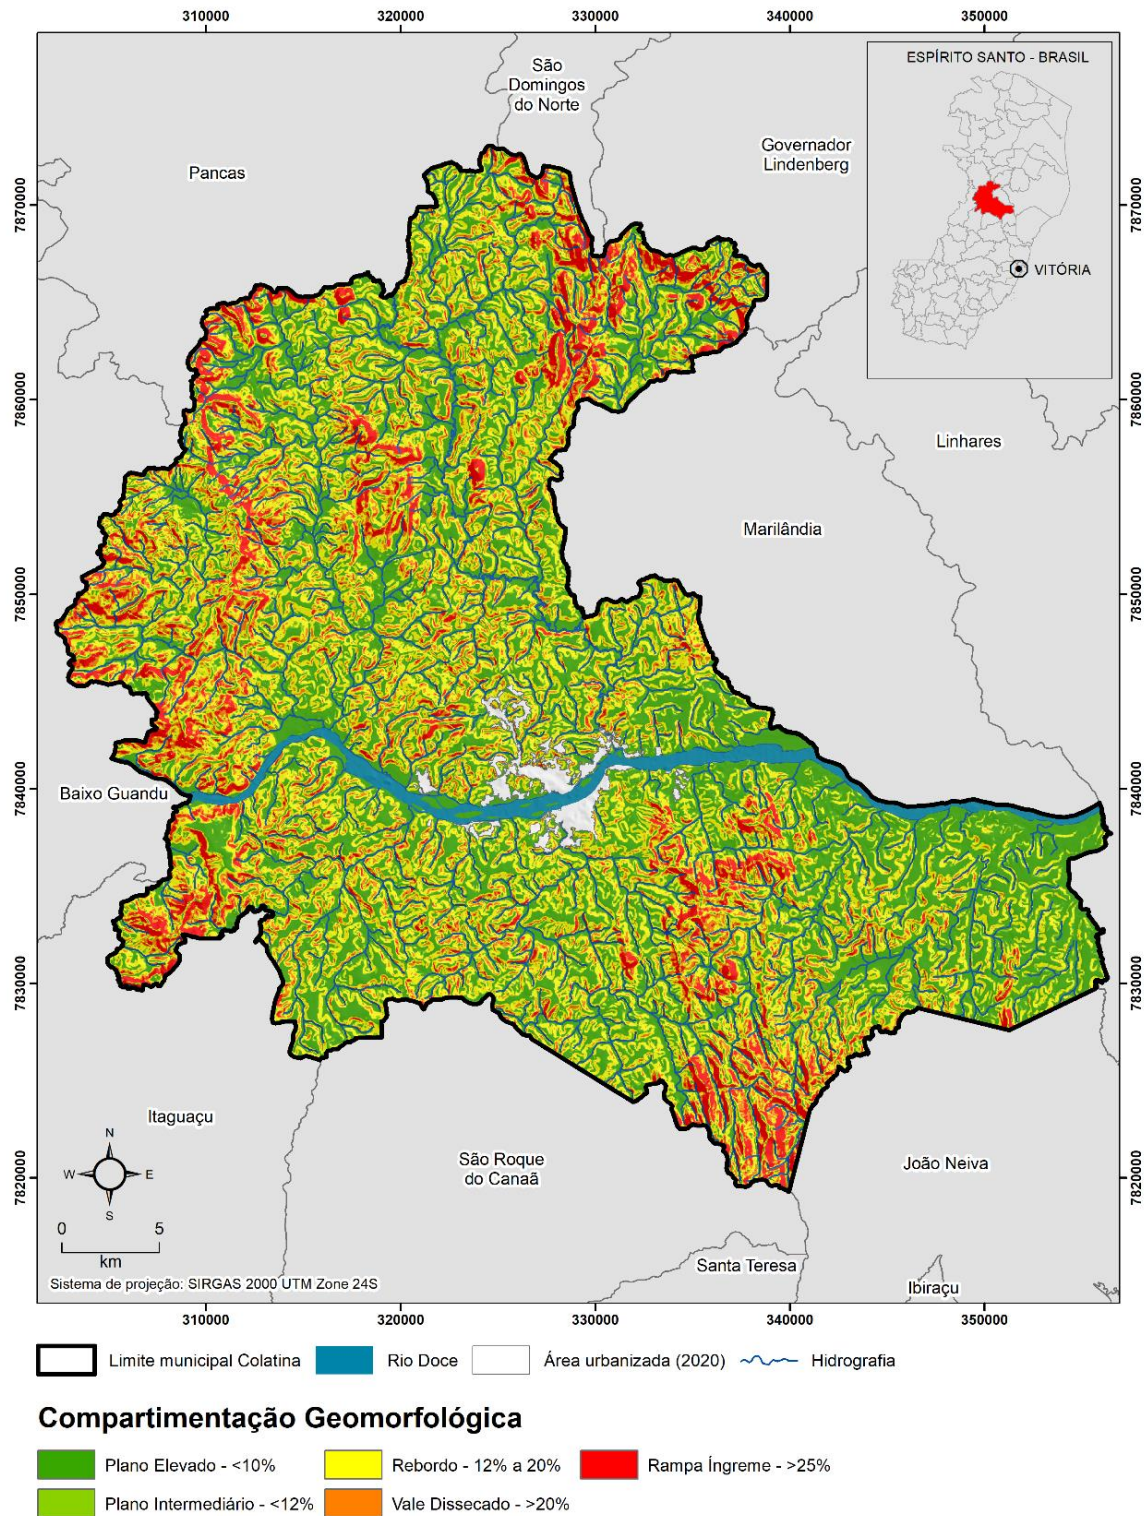 310000
320000
330000
340000
350000
ESPÍRITO SANTO - BRASIL
VITÓRIA
São
Domingos
do Norte
Governador
Lindenberg
Pancas
7870000
7870000
7860000
7860000
Linhares
Marilândia
7850000
7850000
Baixo Guandu
7840000
7840000
7830000
7830000
Itaguaçu
São Roque
do Canaã
João Neiva
7820000
7820000
N
W
E
S
0
5
km
Santa Teresa
Ibiraçu
Sistema de projeção: SIRGAS 2000 UTM Zone 24S
310000
320000
330000
340000
350000
Limite municipal Colatina
Rio Doce
Área urbanizada (2020)
Hidrografia
Compartimentação Geomorfológica
Plano Elevado - <10%
Rebordo - 12% a 20%
Rampa Íngreme - >25%
Plano Intermediário - <12%
Vale Dissecado - >20%